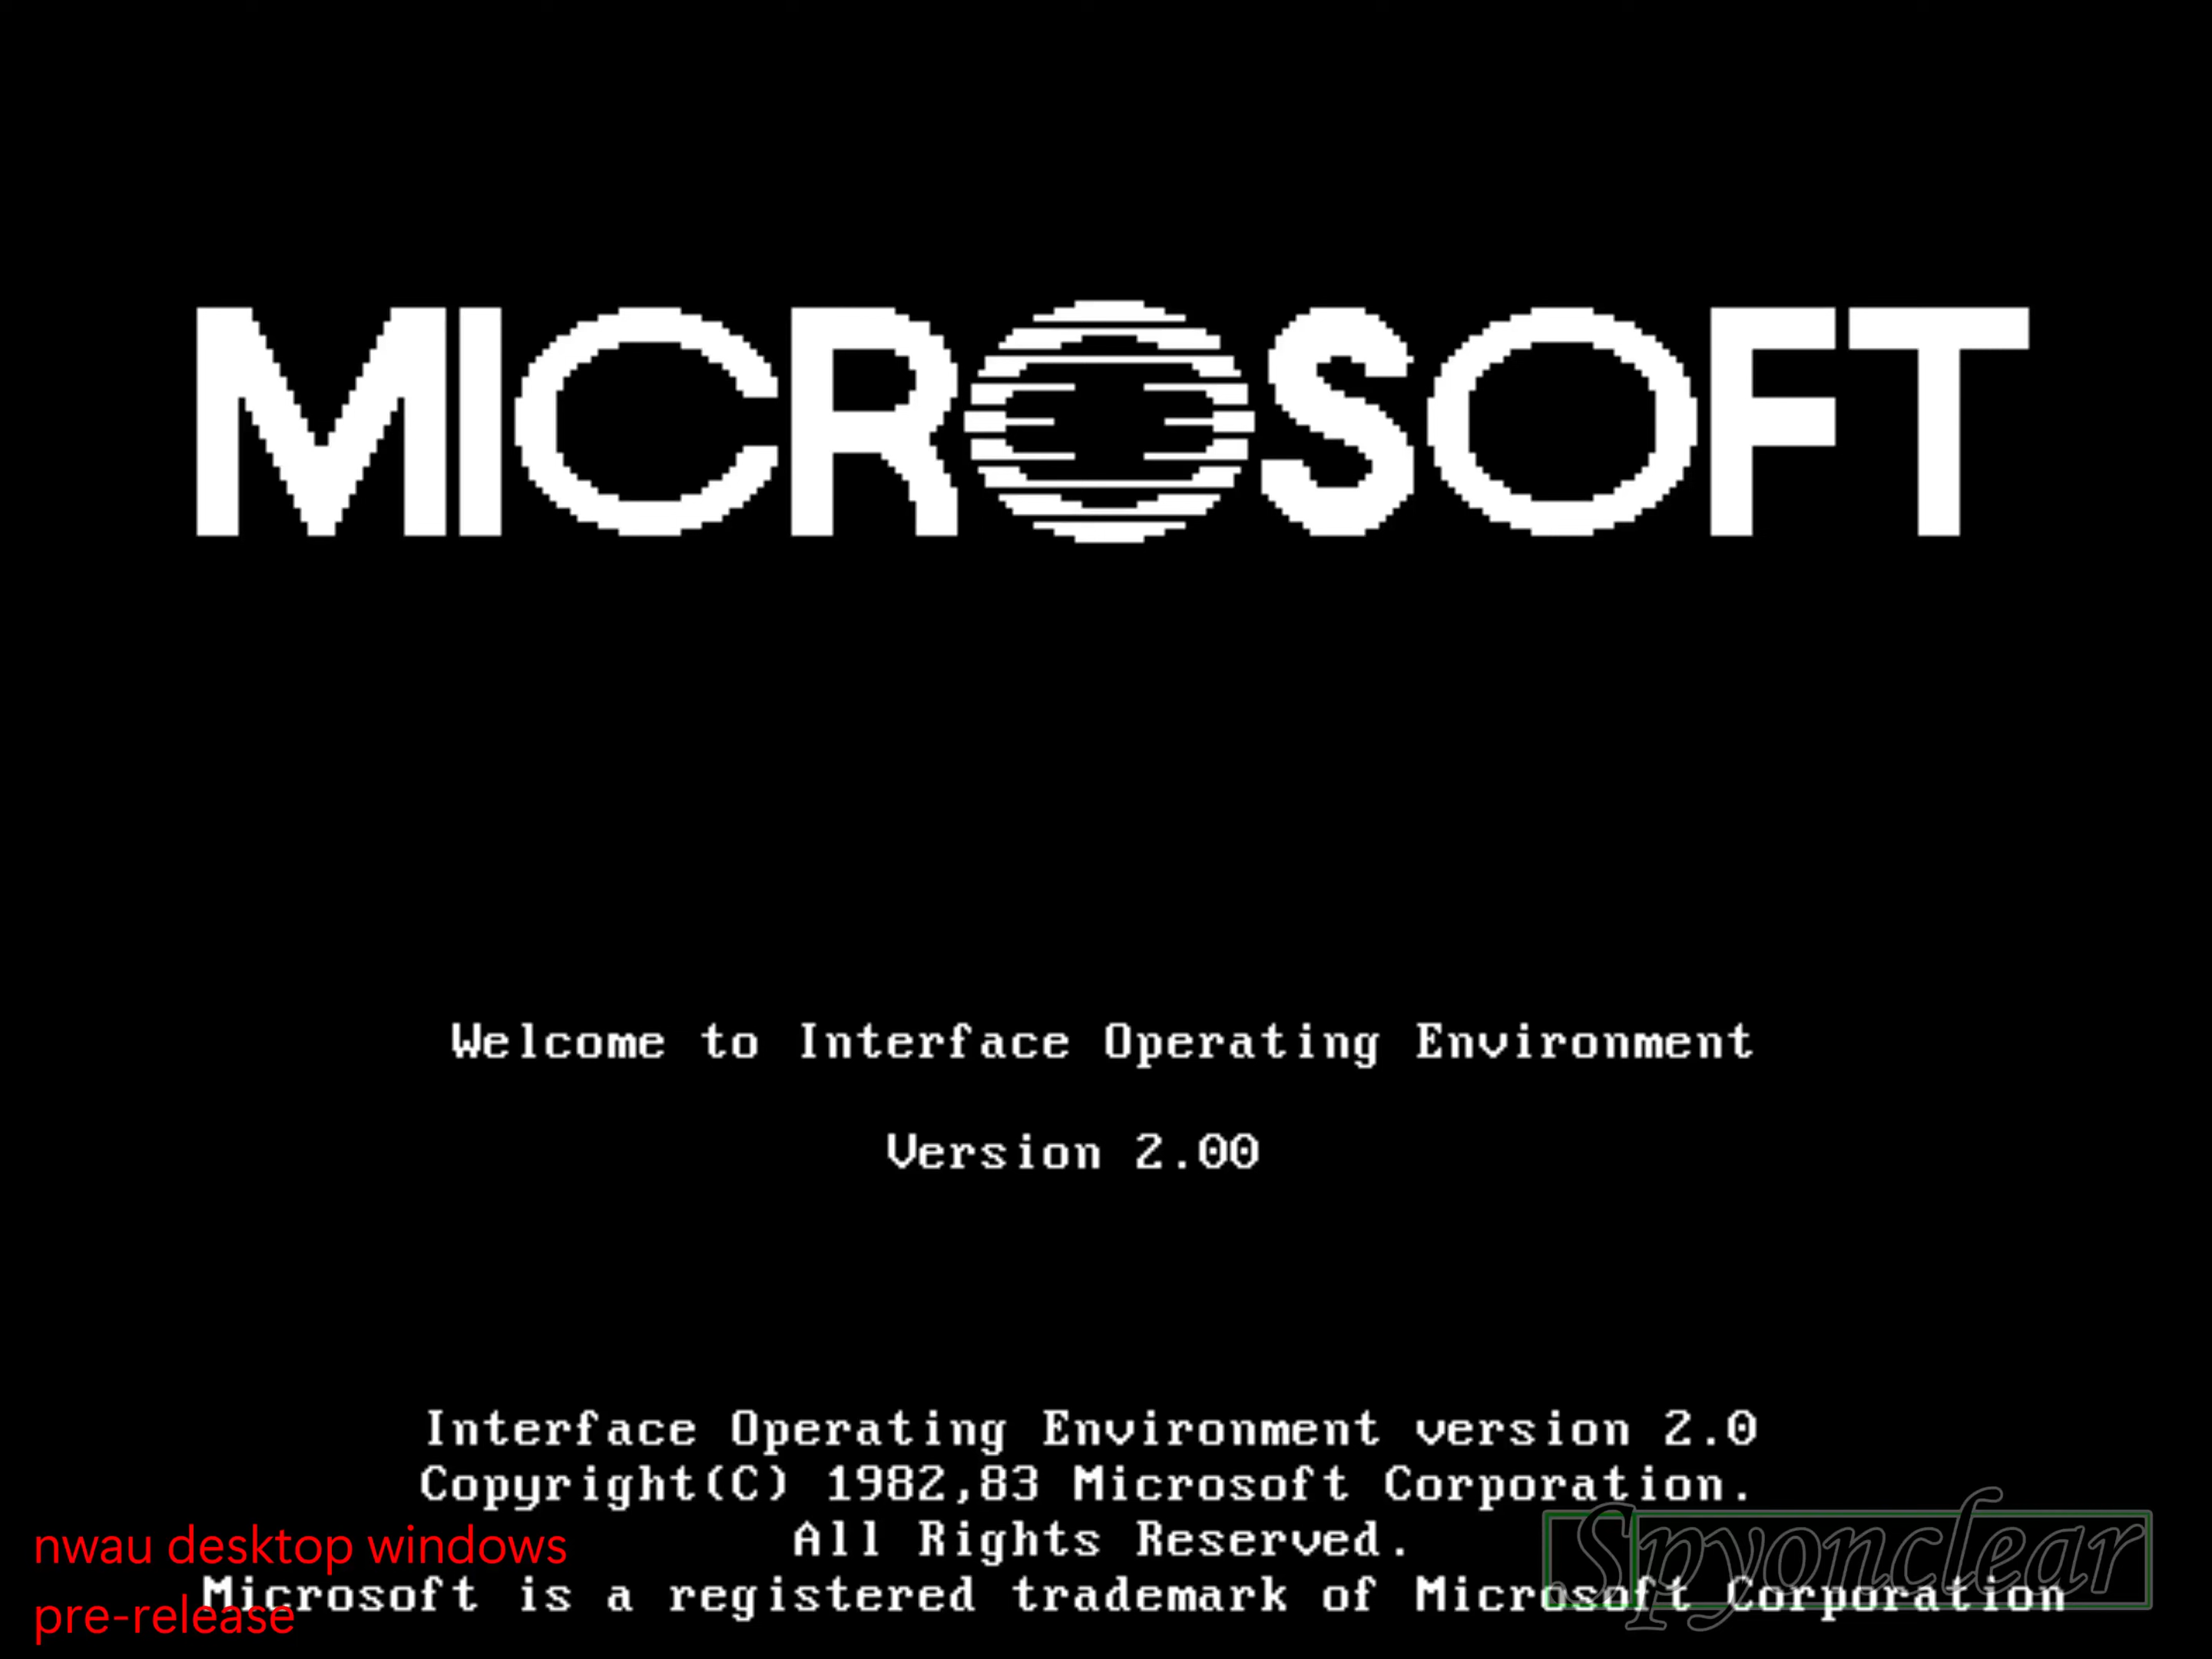 MICROSOFT
Welcome to Interface Operating Environment
Version 2.00
Interface Operating Environment version 2.0
Copyright(C) 1982,83 Microsoft Corporation.
All Rights Reserved.
Microsoft is a registered trademark of Microsoft Corporation
nwau desktop windows
pre-release
Spyonclear